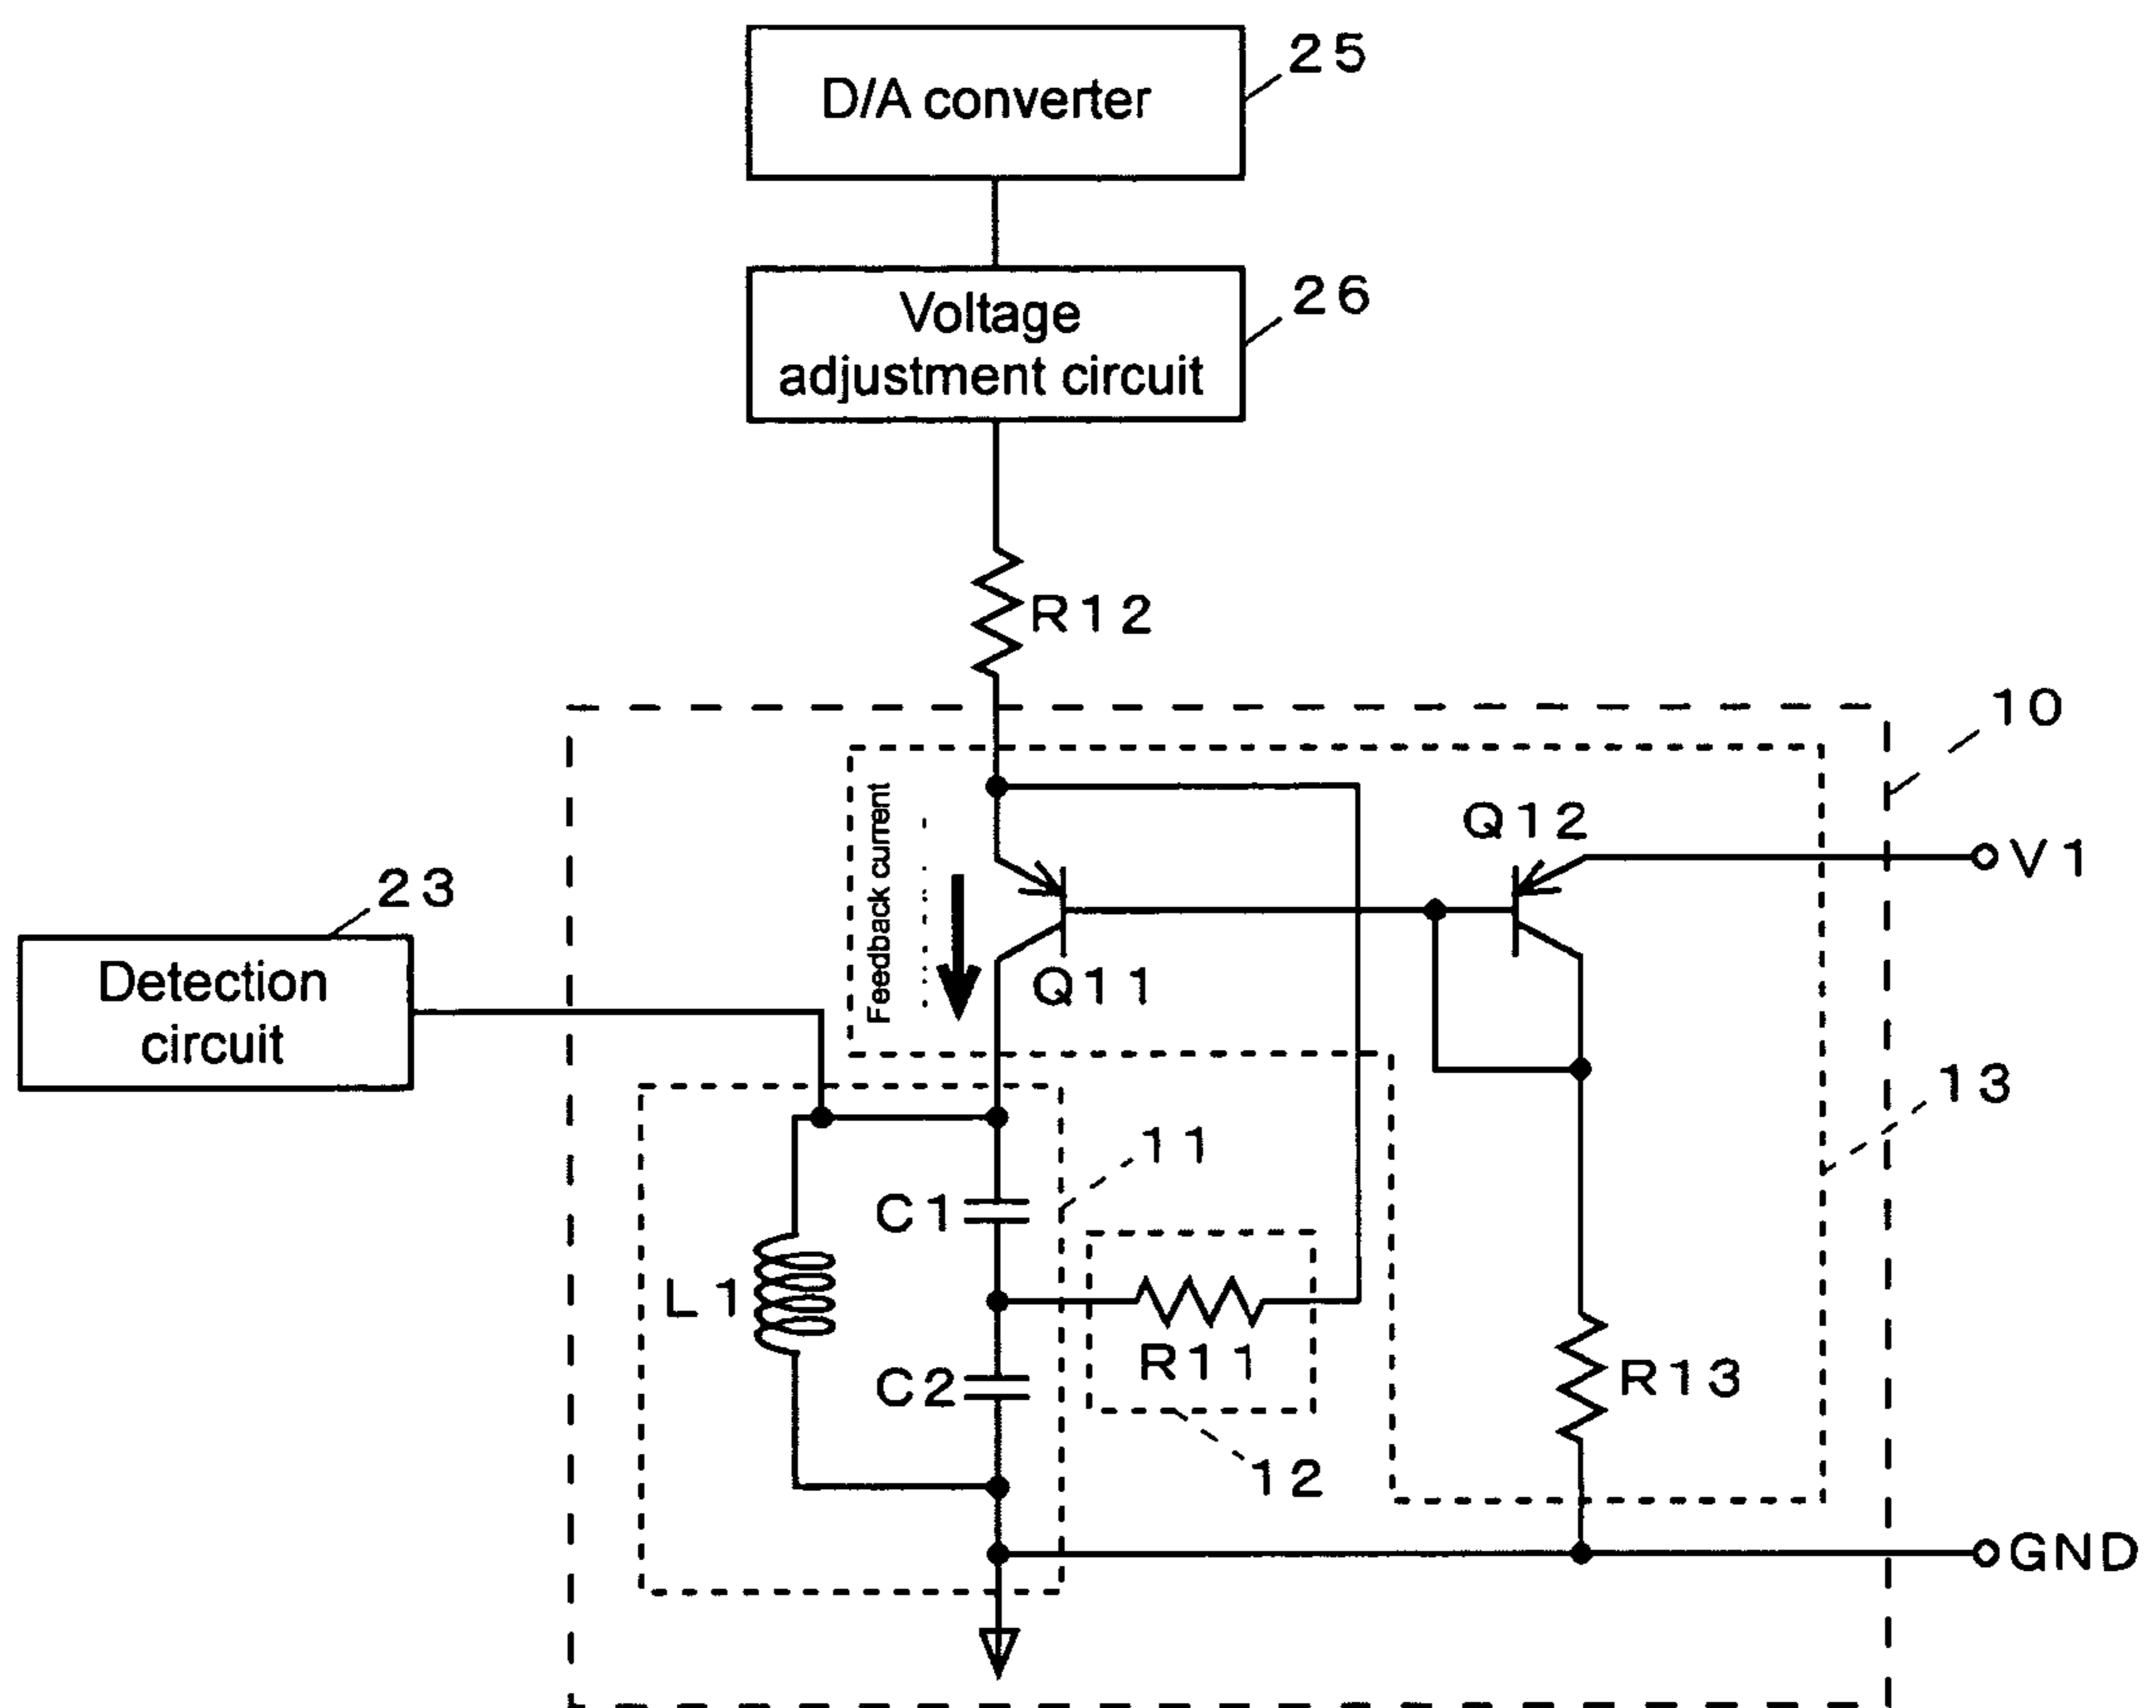 D/A converter
25
Voltage
adjustment circuit
26
R12
10
Feedback current
Q12
V1
23
Detection
circuit
Q11
13
11
C1
L1
R11
C2
R13
12
GND